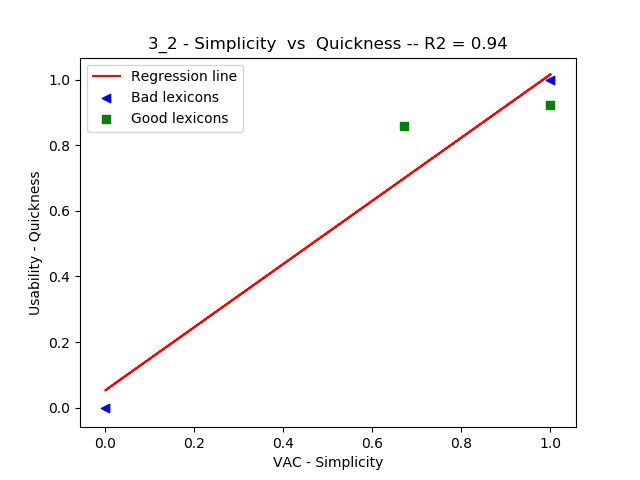 3_2 - Simplicity  vs  Quickness -- R2 = 0.94
Regression line
Bad lexicons
Good lexicons
1.0
0.8
0.6
0.4
0.2
0.0
Usability - Quickness
0.0 0.2 0.4 0.6 0.8 1.0
VAC - Simplicity